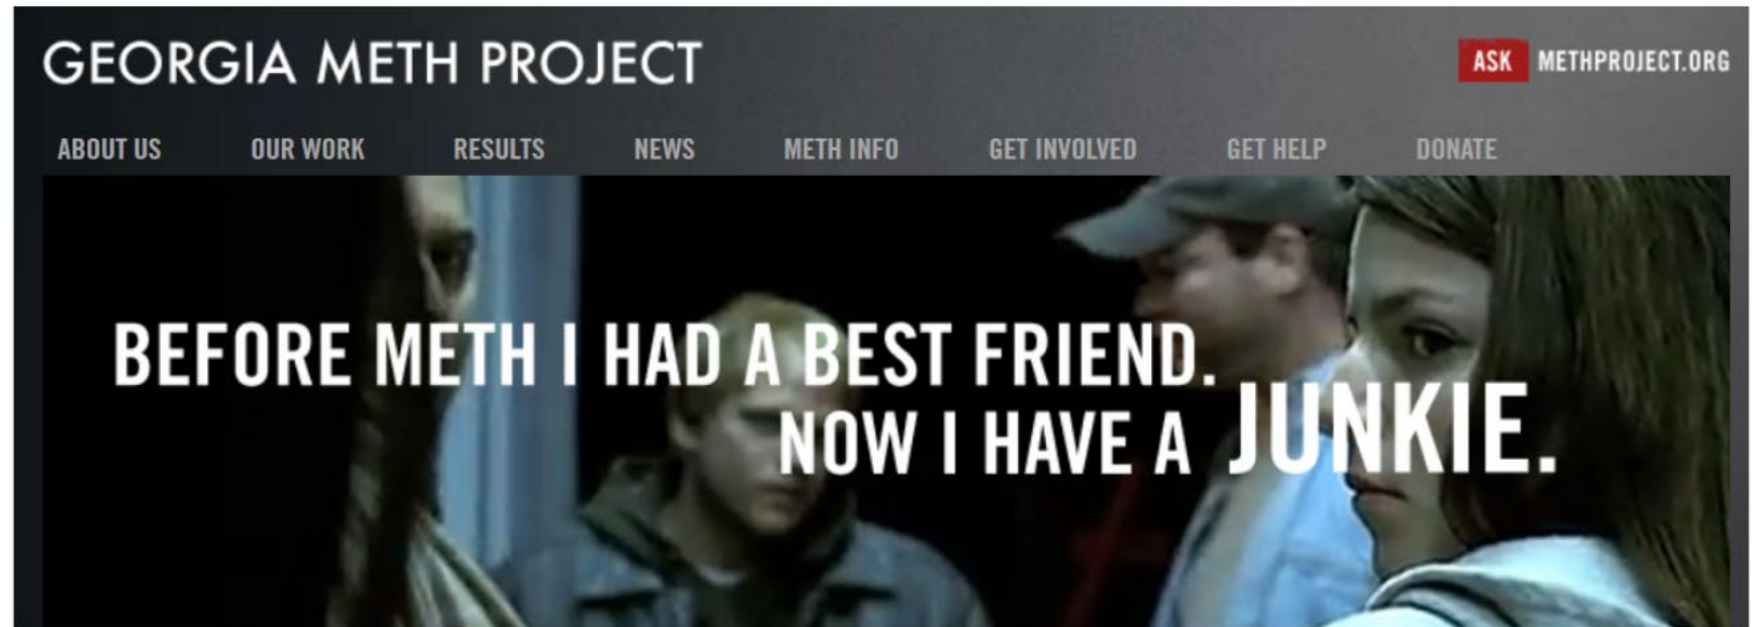 GEORGIA METH PROJECT
ASK METHPROJECT.ORG
ABOUT US OUR WORK RESULTS NEWS METH INFO GET INVOLVED GET HELP DONATE
BEFORE METH I HAD A BEST FRIEND.
NOW I HAVE A JUNKIE.